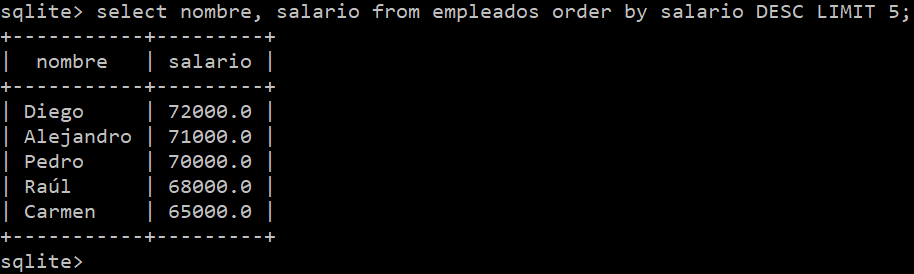 sqlite> select nombre, salario from empleados order by salario DESC LIMIT 5;
+-----------+---------+
|  nombre   | salario |
+-----------+---------+
| Diego     | 72000.0 |
| Alejandro | 71000.0 |
| Pedro     | 70000.0 |
| Raúl      | 68000.0 |
| Carmen    | 65000.0 |
+-----------+---------+
sqlite>